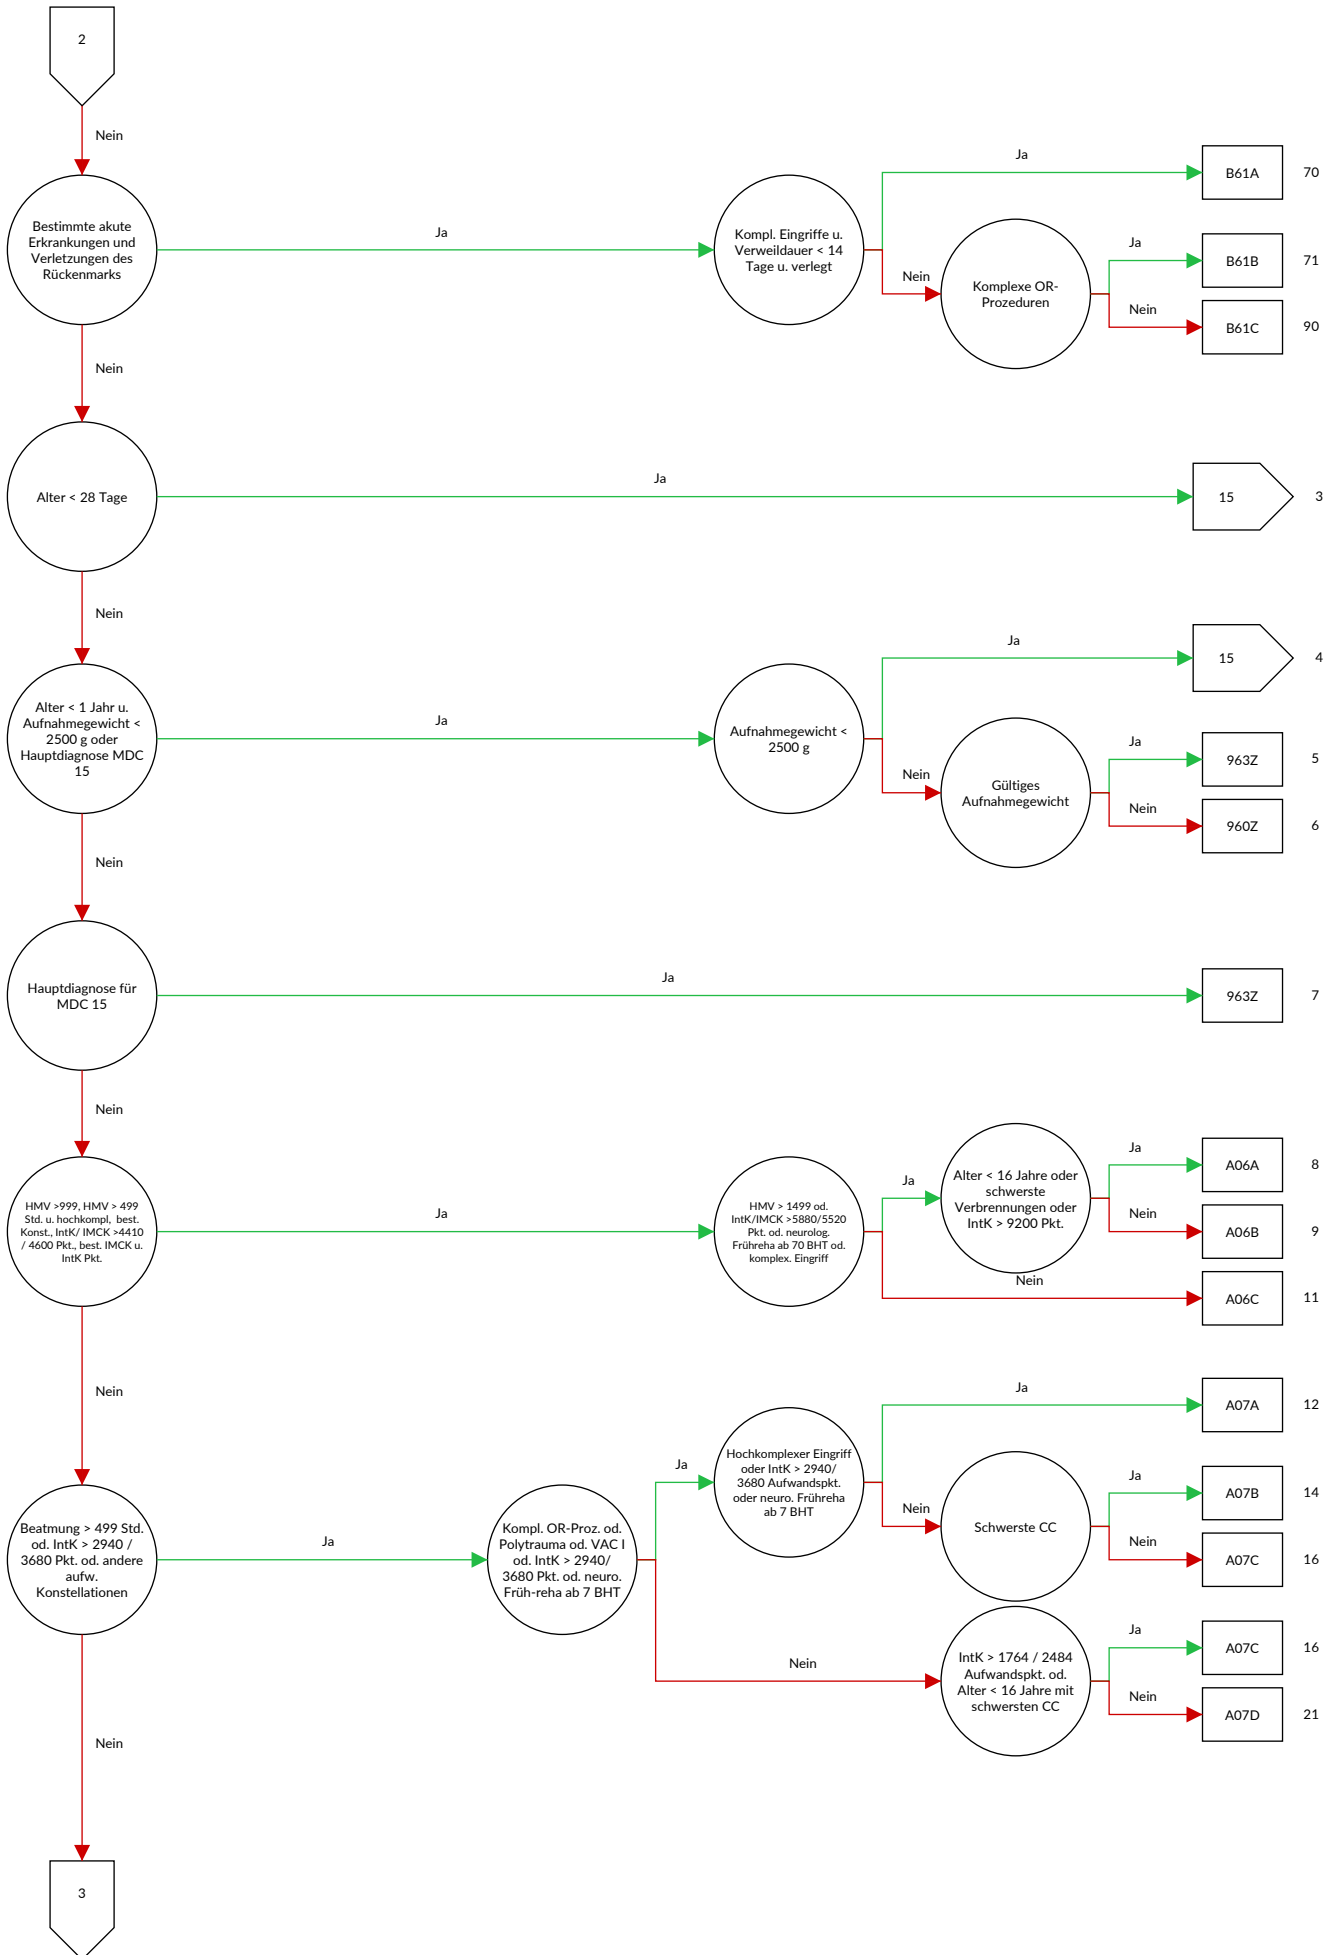 2
Nein
Bestimmte akute
Erkrankungen und
Verletzungen des
Rückenmarks
Ja
Kompl. Eingriffe u.
Verweildauer < 14
Tage u. verlegt
Ja
B61A
70
Nein
Komplexe OR-
Prozeduren
Ja
B61B
71
Nein
B61C
90
Nein
Alter < 28 Tage
Ja
15
3
Nein
Alter < 1 Jahr u.
Aufnahmegewicht <
2500 g oder
Hauptdiagnose MDC
15
Ja
Aufnahmegewicht <
2500 g
Ja
15
4
Nein
Gültiges
Aufnahmegewicht
Ja
963Z
5
Nein
960Z
6
Nein
Hauptdiagnose für
MDC 15
Ja
963Z
7
Nein
HMV >999, HMV > 499
Std. u. hochkompl, best.
Konst., IntK/ IMCK >4410
/ 4600 Pkt., best. IMCK u.
IntK Pkt.
Ja
HMV > 1499 od.
IntK/IMCK >5880/5520
Pkt. od. neurolog.
Frühreha ab 70 BHT od.
komplex. Eingriff
Ja
Alter < 16 Jahre oder
schwerste
Verbrennungen oder
IntK > 9200 Pkt.
Ja
A06A
8
Nein
A06B
9
Nein
A06C
11
Nein
Beatmung > 499 Std.
od. IntK > 2940 /
3680 Pkt. od. andere
aufw.
Konstellationen
Ja
Kompl. OR-Proz. od.
Polytrauma od. VAC I
od. IntK > 2940/
3680 Pkt. od. neuro.
Früh-reha ab 7 BHT
Ja
Hochkomplexer Eingriff
oder IntK > 2940/
3680 Aufwandspkt.
oder neuro. Frühreha
ab 7 BHT
Ja
A07A
12
Nein
Schwerste CC
Ja
A07B
14
Nein
A07C
16
Nein
IntK > 1764 / 2484
Aufwandspkt. od.
Alter < 16 Jahre mit
schwersten CC
Ja
A07C
16
Nein
A07D
21
Nein
3